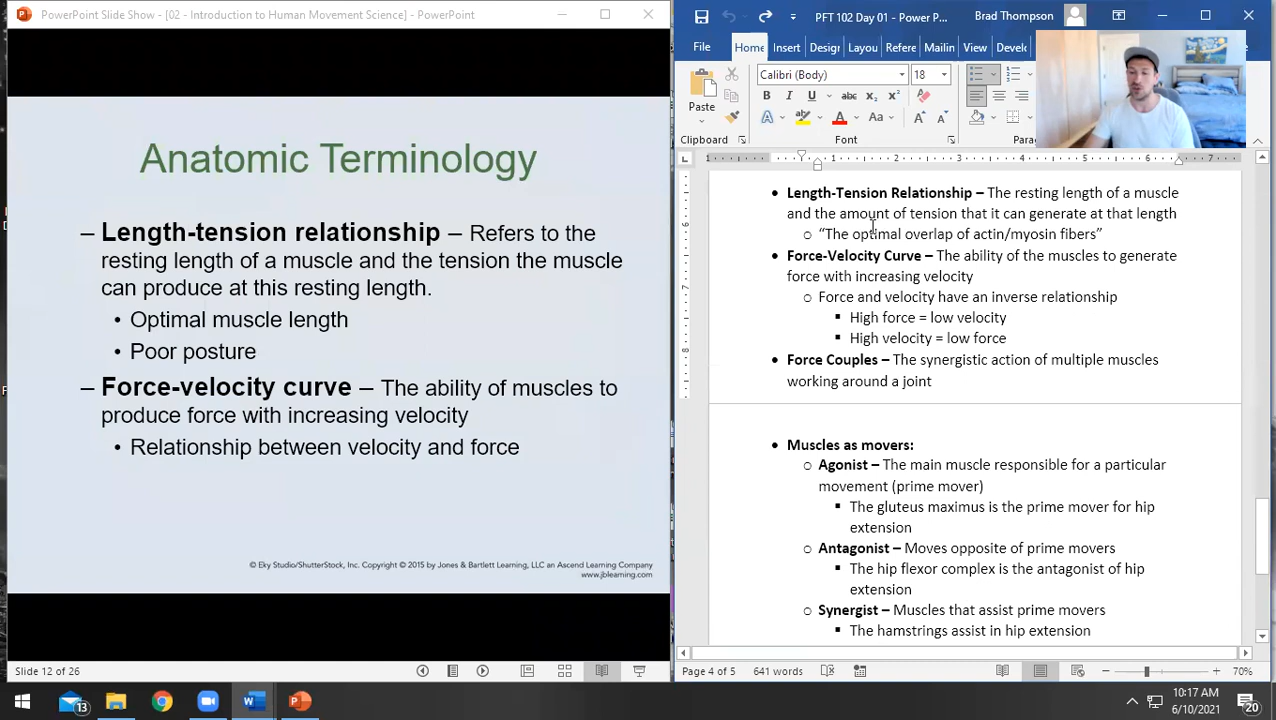 PowerPoint Slide Show - [02 - Introduction to Human Movement Science] - PowerPoint
Anatomic Terminology
– Length-tension relationship – Refers to the
resting length of a muscle and the tension the muscle
can produce at this resting length.
• Optimal muscle length
• Poor posture
– Force-velocity curve – The ability of muscles to
produce force with increasing velocity
• Relationship between velocity and force
© Eky Studio/ShutterStock, Inc. Copyright © 2015 by Jones & Bartlett Learning, LLC an Ascend Learning Company
www.jblearning.com
Slide 12 of 26
PFT 102 Day 01 - Power P... Brad Thompson
File Home Insert Design Layou Refere Mailin Develo
Calibri (Body) 18
Paste
Clipboard Font
1 1 2 3 4 5 6 7
• Length-Tension Relationship – The resting length of a muscle
and the amount of tension that it can generate at that length
o “The optimal overlap of actin/myosin fibers”
• Force-Velocity Curve – The ability of the muscles to generate
force with increasing velocity
o Force and velocity have an inverse relationship
▪ High force = low velocity
▪ High velocity = low force
• Force Couples – The synergistic action of multiple muscles
working around a joint
• Muscles as movers:
o Agonist – The main muscle responsible for a particular
movement (prime mover)
▪ The gluteus maximus is the prime mover for hip
extension
o Antagonist – Moves opposite of prime movers
▪ The hip flexor complex is the antagonist of hip
extension
o Synergist – Muscles that assist prime movers
▪ The hamstrings assist in hip extension
Page 4 of 5 641 words 70%
13
10:17 AM
6/10/2021
20